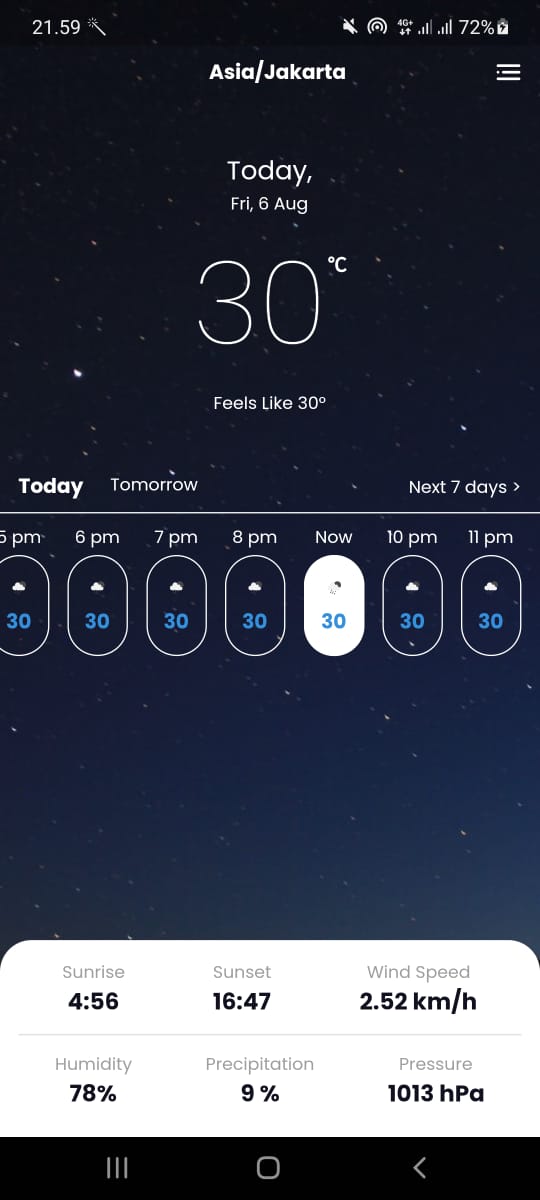 21.59 4G+ 72%
Asia/Jakarta
Today,
Fri, 6 Aug
30 °C
Feels Like 30°
Today Tomorrow Next 7 days >
5 pm 6 pm 7 pm 8 pm Now 10 pm 11 pm
30 30 30 30 30 30 30
Sunrise Sunset Wind Speed
4:56 16:47 2.52 km/h
Humidity Precipitation Pressure
78% 9 % 1013 hPa